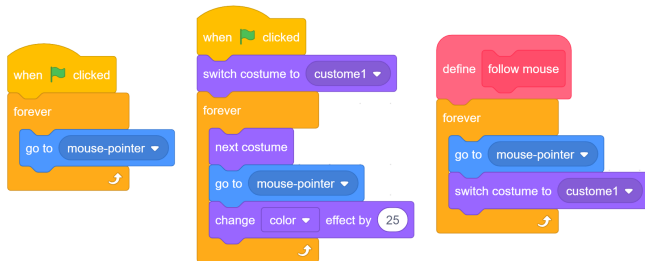 when clicked
forever
go to mouse-pointer
when clicked
switch costume to custome1
forever
next costume
go to mouse-pointer
change color effect by 25
define follow mouse
forever
go to mouse-pointer
switch costume to custome1